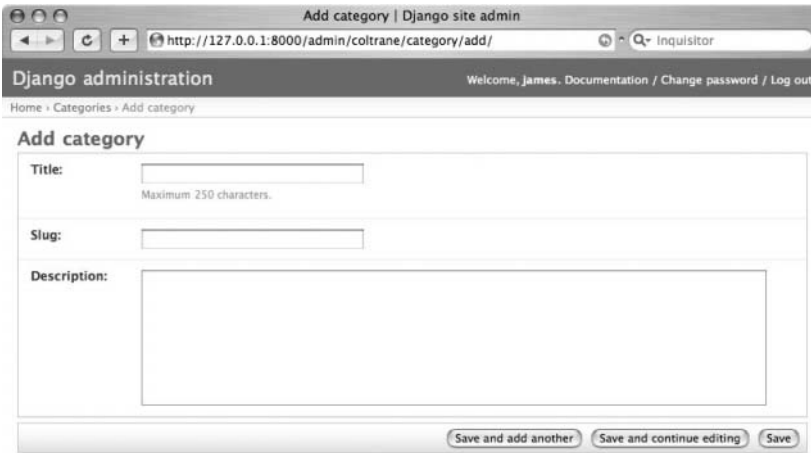 Add category | Django site admin
http://127.0.0.1:8000/admin/coltrane/category/add/
Q- Inquisitor
Django administration
Welcome, james. Documentation / Change password / Log out
Home › Categories › Add category
Add category
Title:
Maximum 250 characters.
Slug:
Description:
Save and add another
Save and continue editing
Save